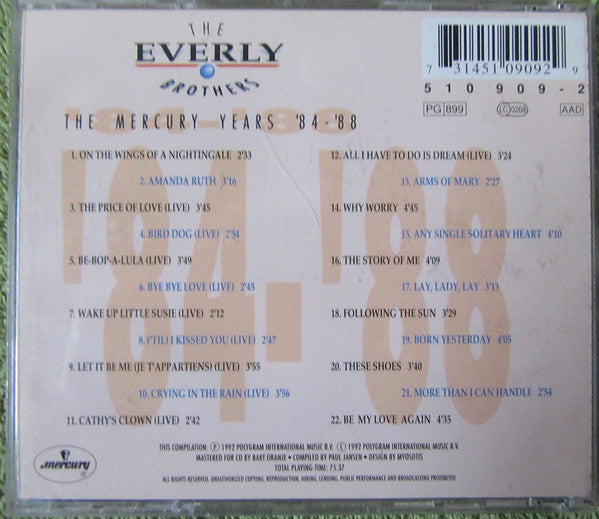 THE
EVERLY
BROTHERS
7 31451 09092 9
510 909-2
PG 899
LC 0268
AAD
'84-'88
THE MERCURY YEARS '84-'88
1. ON THE WINGS OF A NIGHTINGALE 2'33
2. AMANDA RUTH 3'16
3. THE PRICE OF LOVE (LIVE) 3'45
4. BIRD DOG (LIVE) 2'54
5. BE-BOP-A-LULA (LIVE) 3'49
6. BYE BYE LOVE (LIVE) 2'45
7. WAKE UP LITTLE SUSIE (LIVE) 2'12
8. ('TIL) I KISSED YOU (LIVE) 2'47
9. LET IT BE ME (JE T'APPARTIENS) (LIVE) 3'55
10. CRYING IN THE RAIN (LIVE) 3'56
11. CATHY'S CLOWN (LIVE) 2'42
12. ALL I HAVE TO DO IS DREAM (LIVE) 3'24
13. ARMS OF MARY 2'27
14. WHY WORRY 4'45
15. ANY SINGLE SOLITARY HEART 4'10
16. THE STORY OF ME 4'09
17. LAY, LADY, LAY 3'13
18. FOLLOWING THE SUN 3'29
19. BORN YESTERDAY 4'05
20. THESE SHOES 3'40
21. MORE THAN I CAN HANDLE 2'54
22. BE MY LOVE AGAIN 4'35
'84-
'88
mercury
THIS COMPILATION: Ⓟ 1992 POLYGRAM INTERNATIONAL MUSIC B.V. © 1992 POLYGRAM INTERNATIONAL MUSIC B.V.
MASTERED FOR CD BY BART ORANJE • COMPILED BY PAUL JANSEN • DESIGN BY MYOSOTIS
TOTAL PLAYING-TIME: 75.37
ALL RIGHTS RESERVED. UNAUTHORIZED COPYING, REPRODUCTION, HIRING, LENDING, PUBLIC PERFORMANCE AND BROADCASTING PROHIBITED